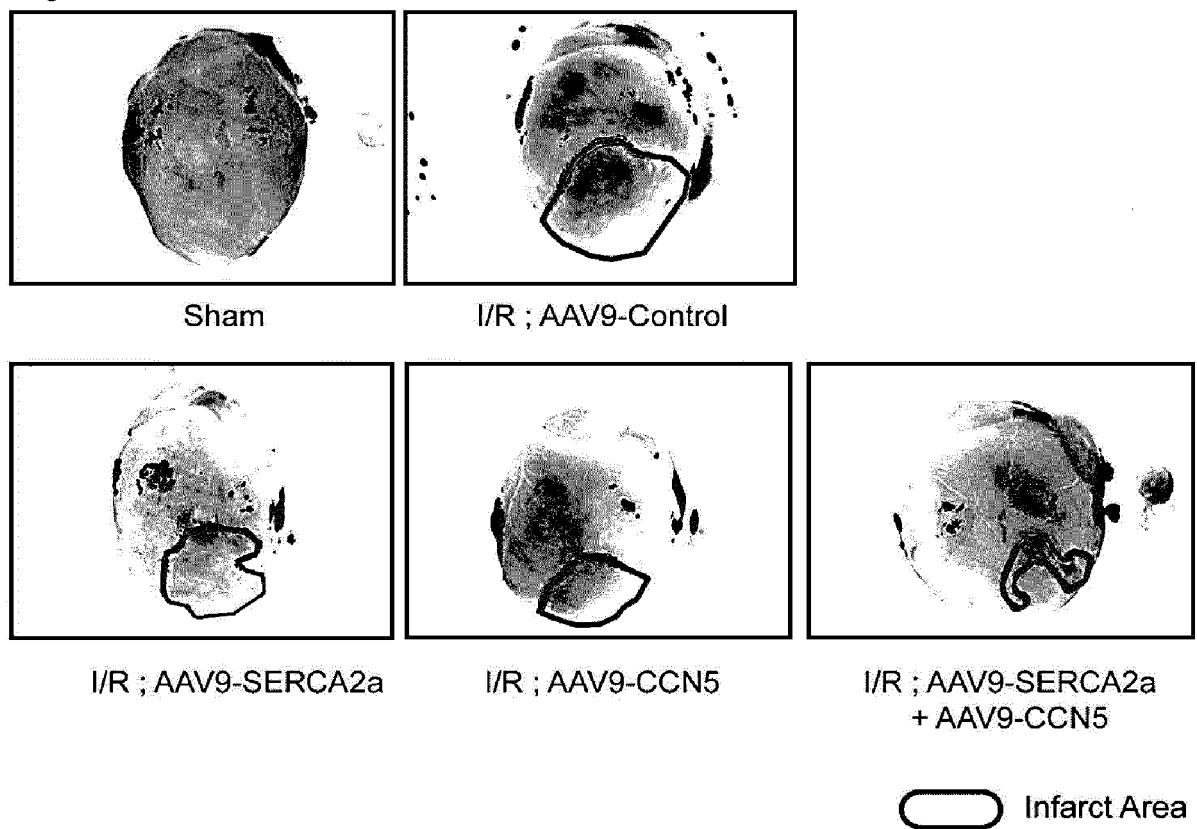 Sham
I/R ; AAV9-Control
I/R ; AAV9-SERCA2a
I/R ; AAV9-CCN5
I/R ; AAV9-SERCA2a
+ AAV9-CCN5
Infarct Area